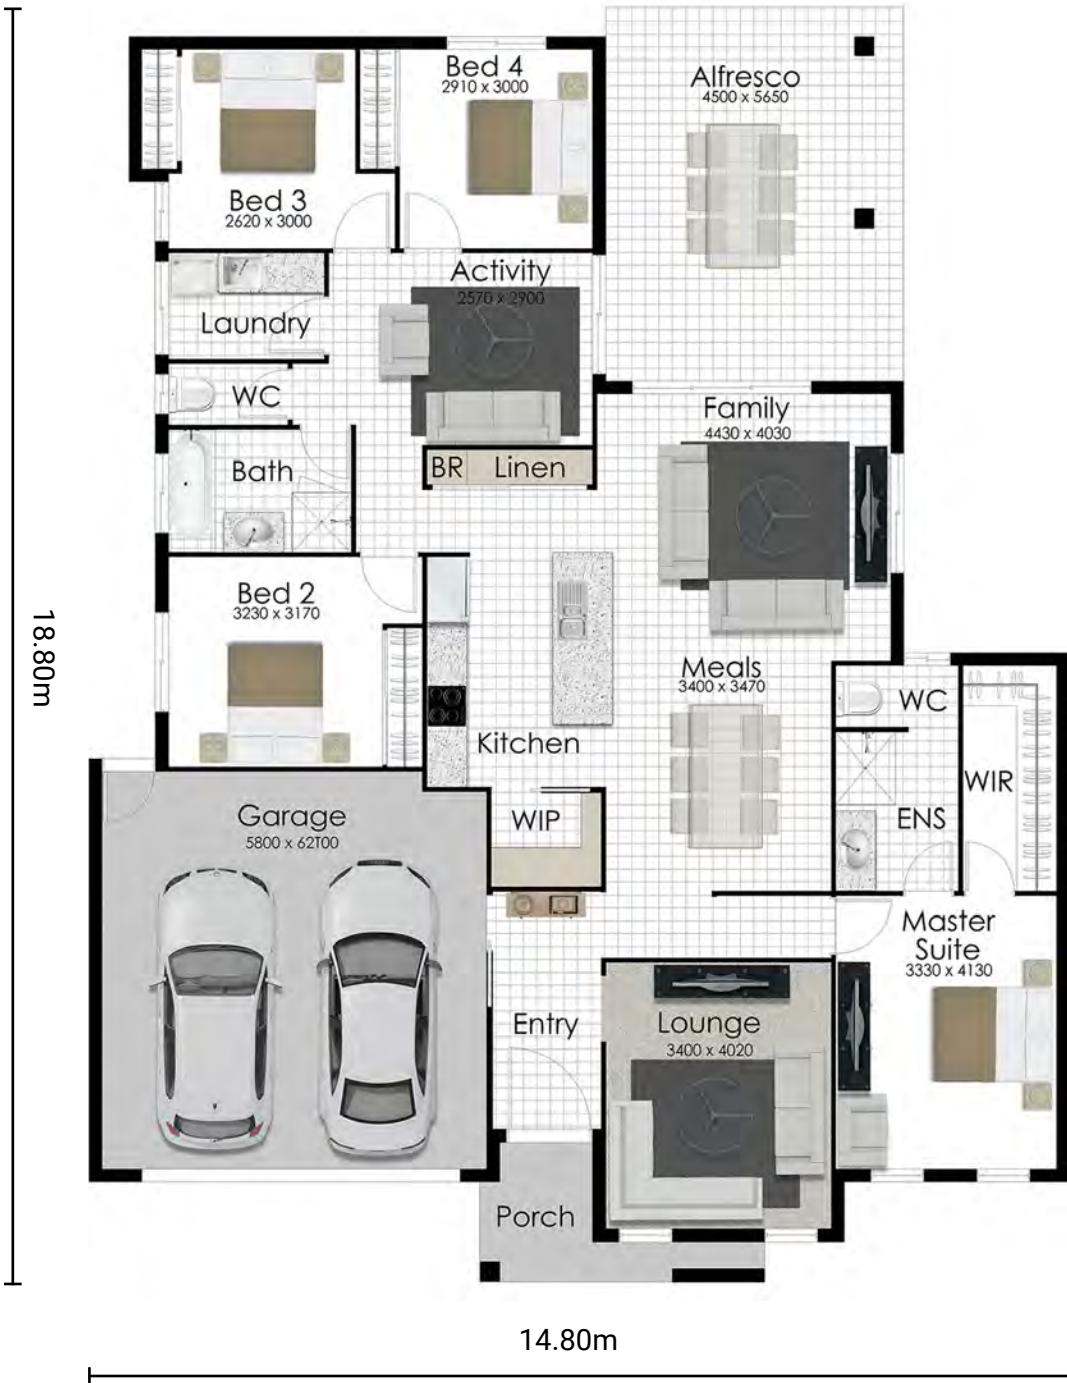 Bed 4
2910 x 3000
Alfresco
4500 x 5650
Bed 3
2620 x 3000
Activity
2570 x 2900
Laundry
WC
Family
4430 x 4030
Bath
BR
Linen
Bed 2
3230 x 3170
18.80m
Meals
3400 x 3470
WC
Kitchen
WIR
WIP
ENS
Garage
5800 x 62T00
Master
Suite
3330 x 4130
Entry
Lounge
3400 x 4020
Porch
14.80m